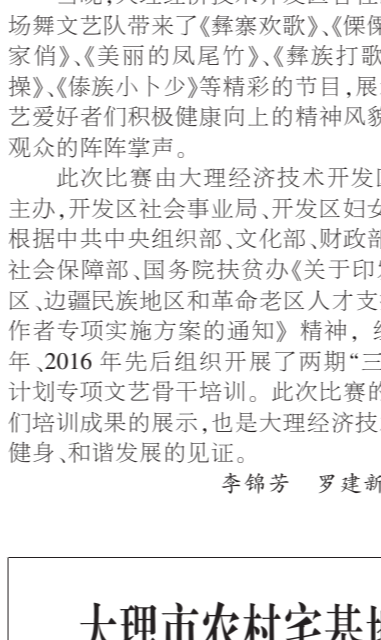 场舞文艺队带来了《彝寨欢歌》、《傈僳
家俏》、《美丽的凤尾竹》、《彝族打歌
操》、《傣族小卜少》等精彩的节目，展
艺爱好者们积极健康向上的精神风貌
观众的阵阵掌声。
此次比赛由大理经济技术开发区
主办，开发区社会事业局、开发区妇女
根据中共中央组织部、文化部、财政部
社会保障部、国务院扶贫办《关于印发
区、边疆民族地区和革命老区人才支
作者专项实施方案的通知》精神，
年、2016 年先后组织开展了两期“三
计划专项文艺骨干培训。此次比赛的
们培训成果的展示，也是大理经济技
健身、和谐发展的见证。
李锦芳 罗建新
大理市农村宅基地